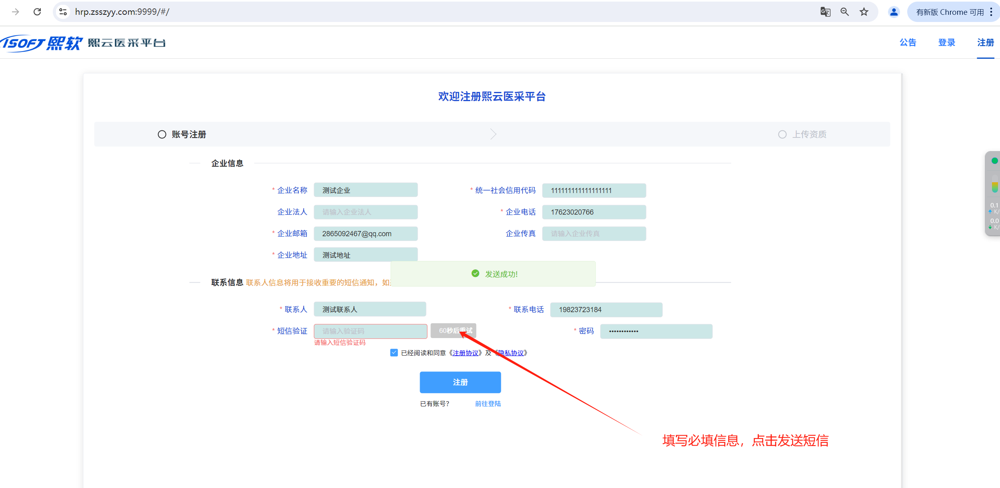 hrp.zsszyy.com:9999/#/
有新版 Chrome 可用
ISOFT 熙软 熙云医采平台
公告 登录 注册
欢迎注册熙云医采平台
账号注册 上传资质
企业信息
* 企业名称 测试企业 * 统一社会信用代码 111111111111111111
企业法人 请输入企业法人 * 企业电话 17623020766
* 企业邮箱 2865092467@qq.com 企业传真 请输入企业传真
* 企业地址 测试地址
发送成功!
联系信息 联系人信息将用于接收重要的短信通知，如
* 联系人 测试联系人 * 联系电话 19823723184
* 短信验证 请输入验证码 60秒后重试 * 密码 ••••••••••••
请输入短信验证码
已经阅读和同意《注册协议》及《隐私协议》
注册
已有账号？ 前往登陆
填写必填信息，点击发送短信
0.1
K/
0.0
K/